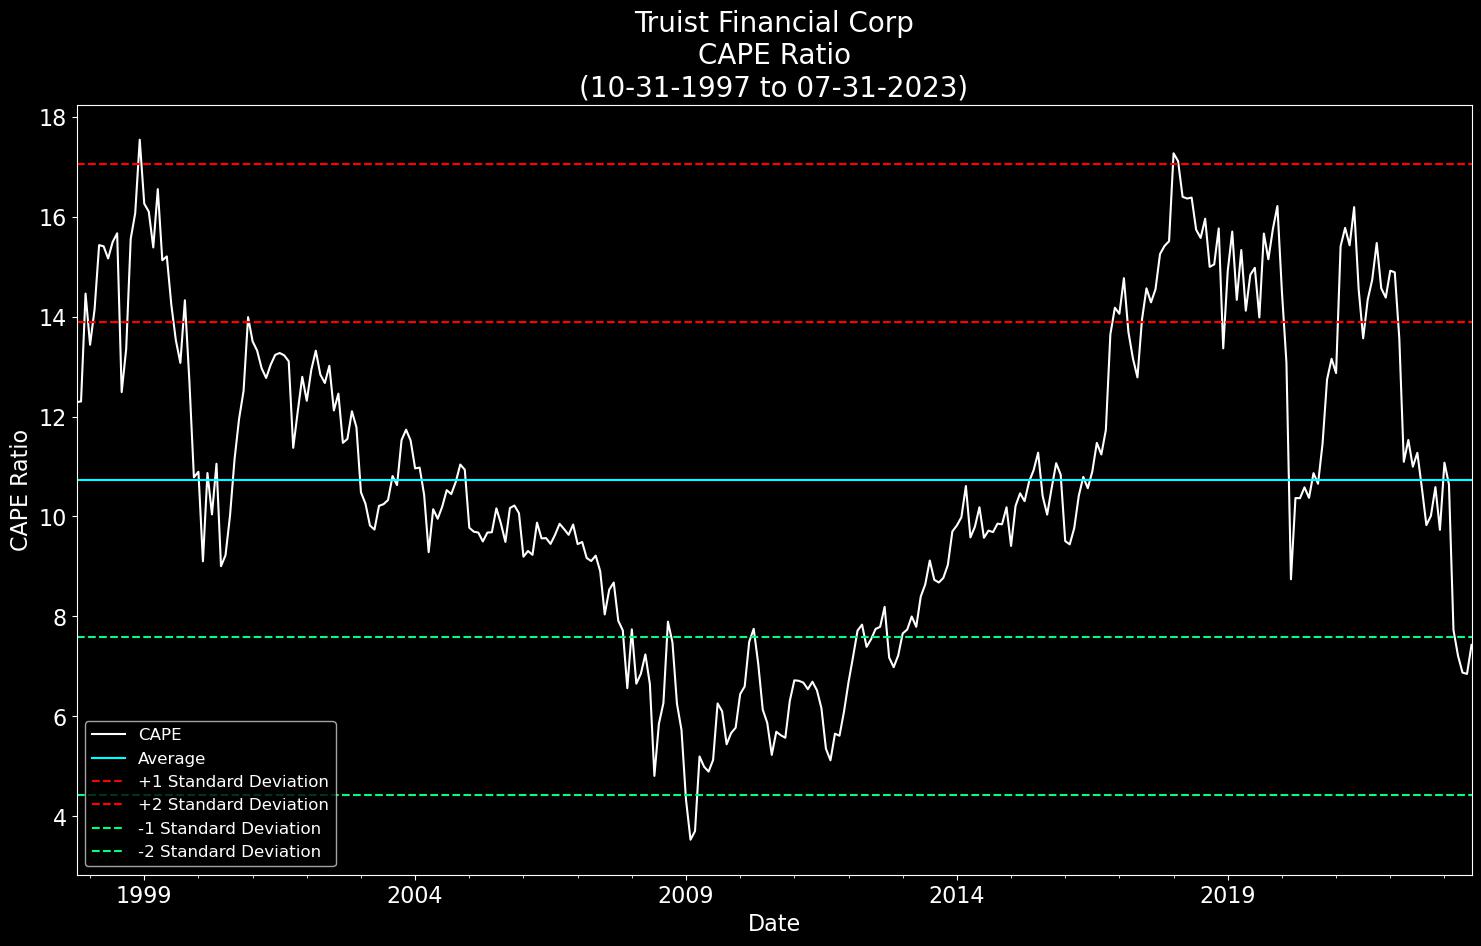 Truist Financial Corp
CAPE Ratio
(10-31-1997 to 07-31-2023)
18
16
14
12
10
8
6
4
CAPE Ratio
CAPE
Average
+1 Standard Deviation
+2 Standard Deviation
-1 Standard Deviation
-2 Standard Deviation
1999
2004
2009
2014
2019
Date